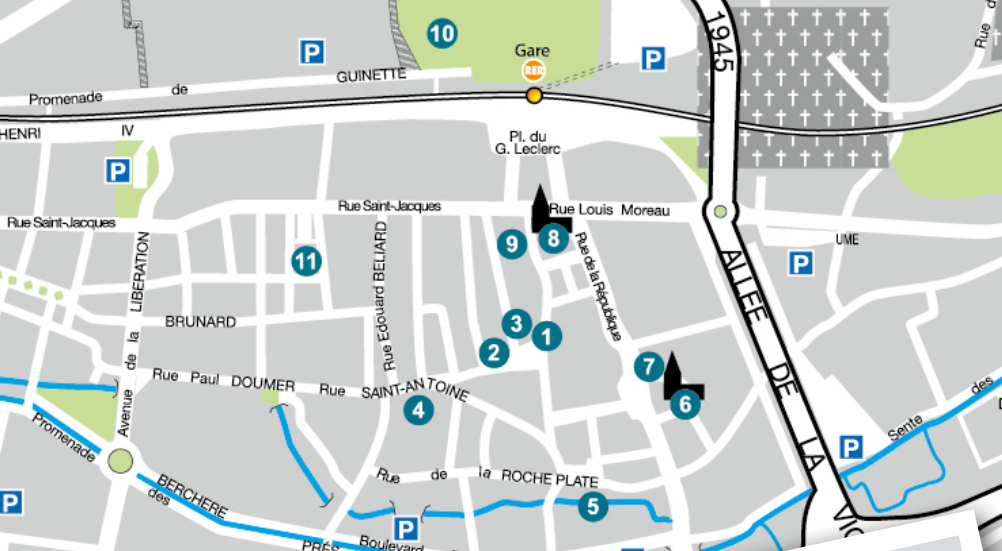 1945
Rue d
10
P
Gare
RER
P
GUINETTE
Promenade de
HENRI IV
Pl. du
G. Leclerc
P
Rue Saint-Jacques
Rue Saint-Jacques
Rue Louis Moreau
9
8
UME
P
11
Avenue de la LIBERATION
Rue Edouard BELIARD
Rue de la République
ALLEE DE LA VIC
BRUNARD
3
1
2
7
6
Rue Paul DOUMER
Rue SAINT-ANTOINE
4
Sente des
P
Promenade
des
BERCHERE
Rue de la ROCHE PLATE
P
5
P
PRÉS
Boulevard